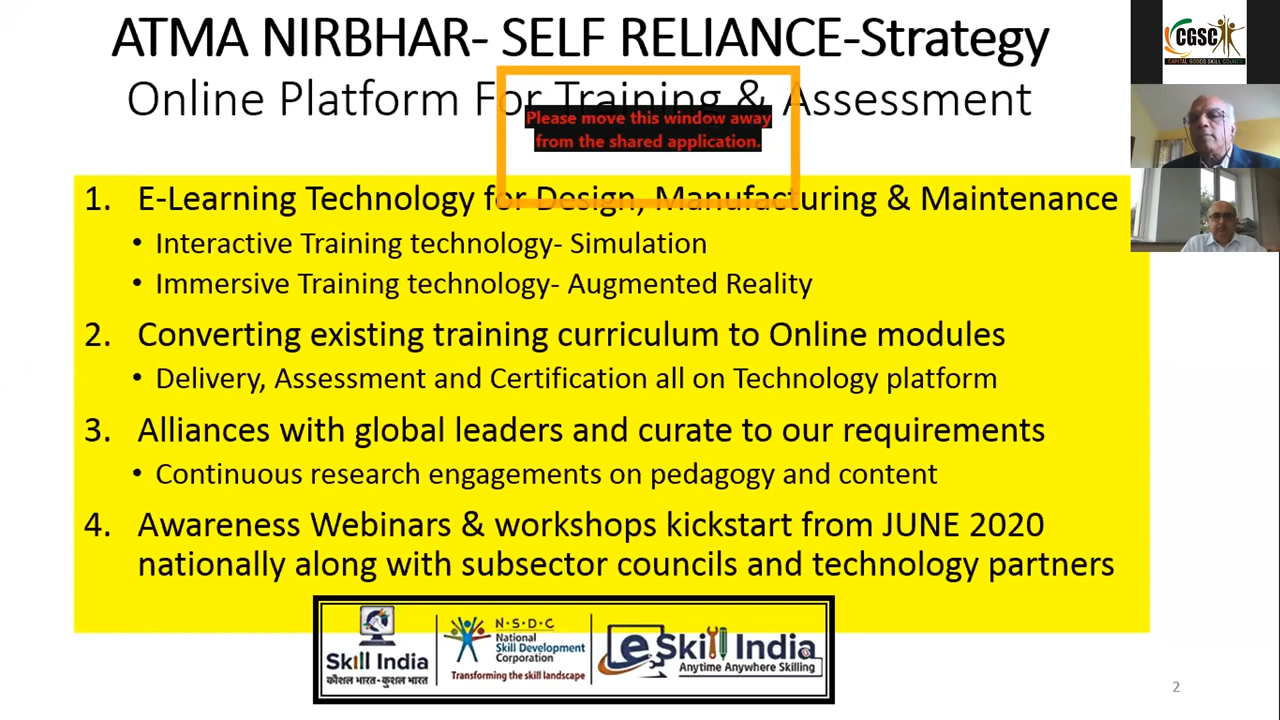 ATMA NIRBHAR- SELF RELIANCE-Strategy
Online Platform For Training & Assessment
Please move this window away
from the shared application.
1. E-Learning Technology for Design, Manufacturing & Maintenance
• Interactive Training technology- Simulation
• Immersive Training technology- Augmented Reality
2. Converting existing training curriculum to Online modules
• Delivery, Assessment and Certification all on Technology platform
3. Alliances with global leaders and curate to our requirements
• Continuous research engagements on pedagogy and content
4. Awareness Webinars & workshops kickstart from JUNE 2020
nationally along with subsector councils and technology partners
Skill India
कौशल भारत-कुशल भारत
N·S·D·C
National
Skill Development
Corporation
Transforming the skill landscape
eSkill India
Anytime Anywhere Skilling
2
CGSC
CAPITAL GOODS SKILL COUNCIL